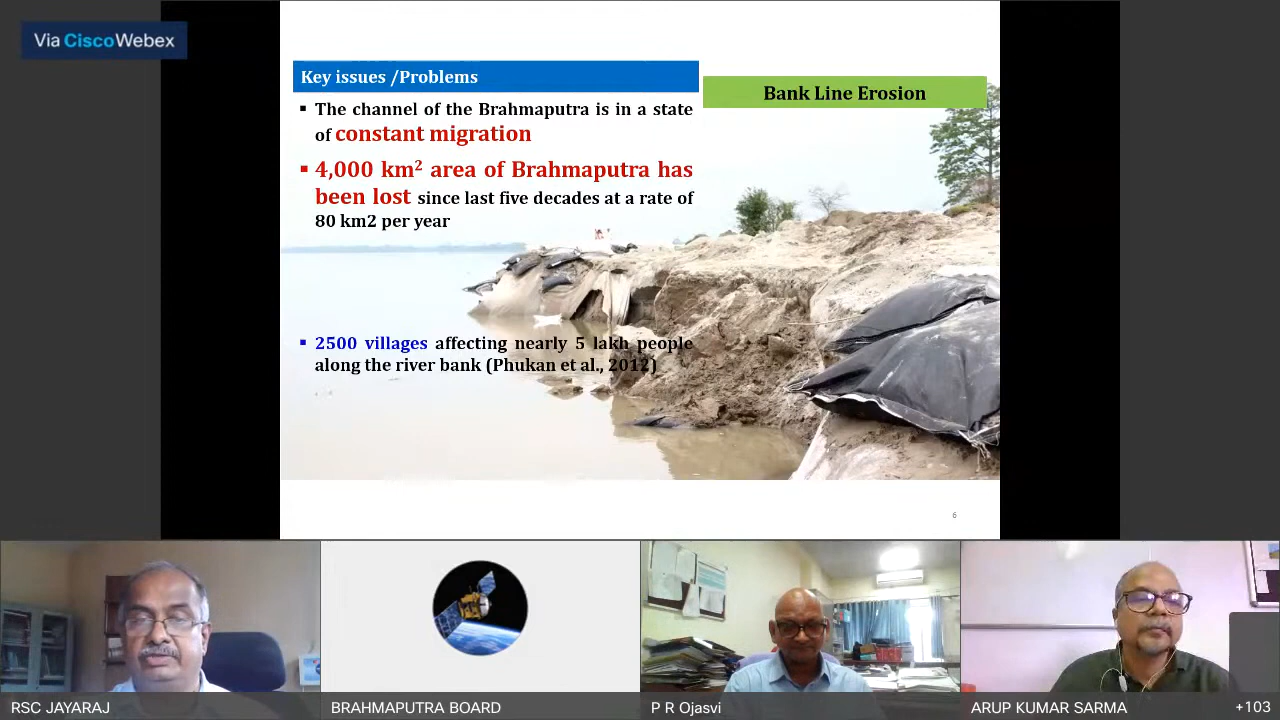 Via Cisco Webex
Key issues /Problems
Bank Line Erosion
▪ The channel of the Brahmaputra is in a state
of constant migration
▪ 4,000 km² area of Brahmaputra has
been lost since last five decades at a rate of
80 km2 per year
▪ 2500 villages affecting nearly 5 lakh people
along the river bank (Phukan et al., 2012)
6
RSC JAYARAJ
BRAHMAPUTRA BOARD
P R Ojasvi
ARUP KUMAR SARMA
+103